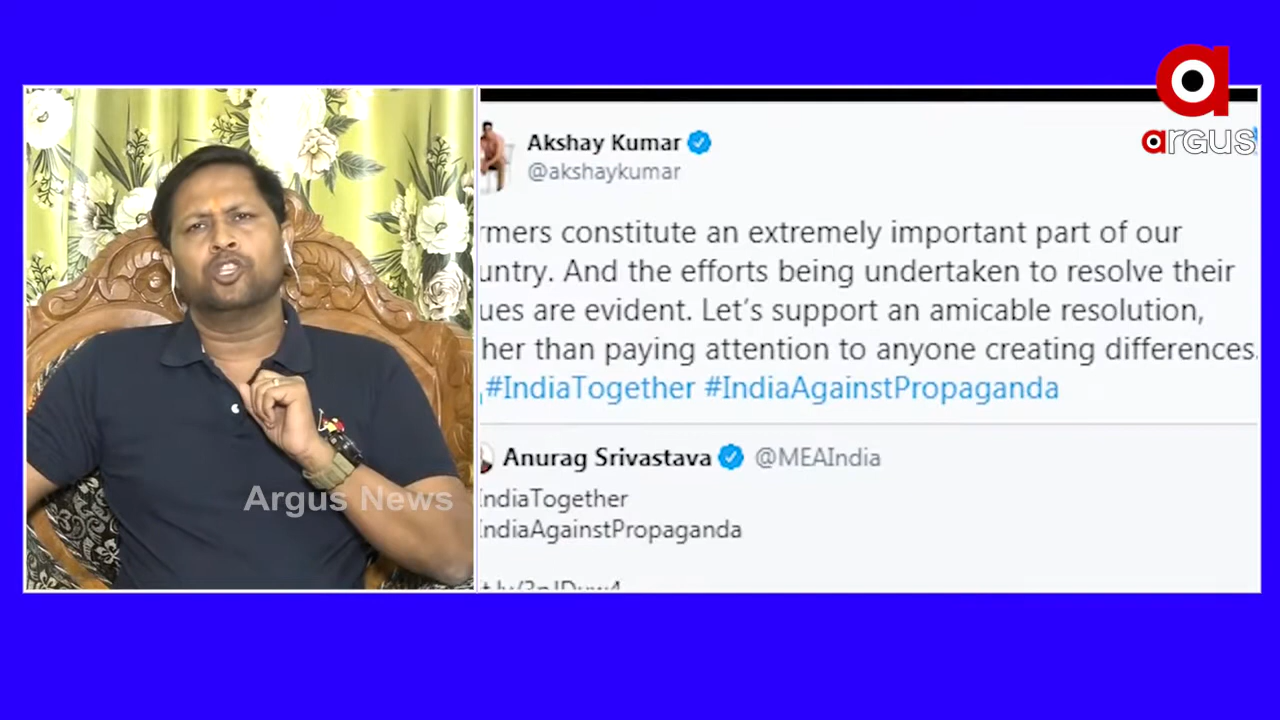 argus
Akshay Kumar
@akshaykumar
rmers constitute an extremely important part of our
untry. And the efforts being undertaken to resolve their
ues are evident. Let's support an amicable resolution,
her than paying attention to anyone creating differences.
#IndiaTogether #IndiaAgainstPropaganda
Anurag Srivastava @MEAIndia
IndiaTogether
IndiaAgainstPropaganda
Argus News